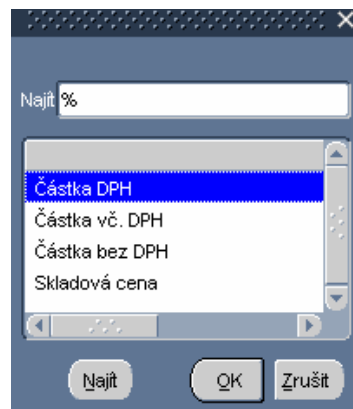 Najít %
Částka DPH
Částka vč. DPH
Částka bez DPH
Skladová cena
Najít OK Zrušit